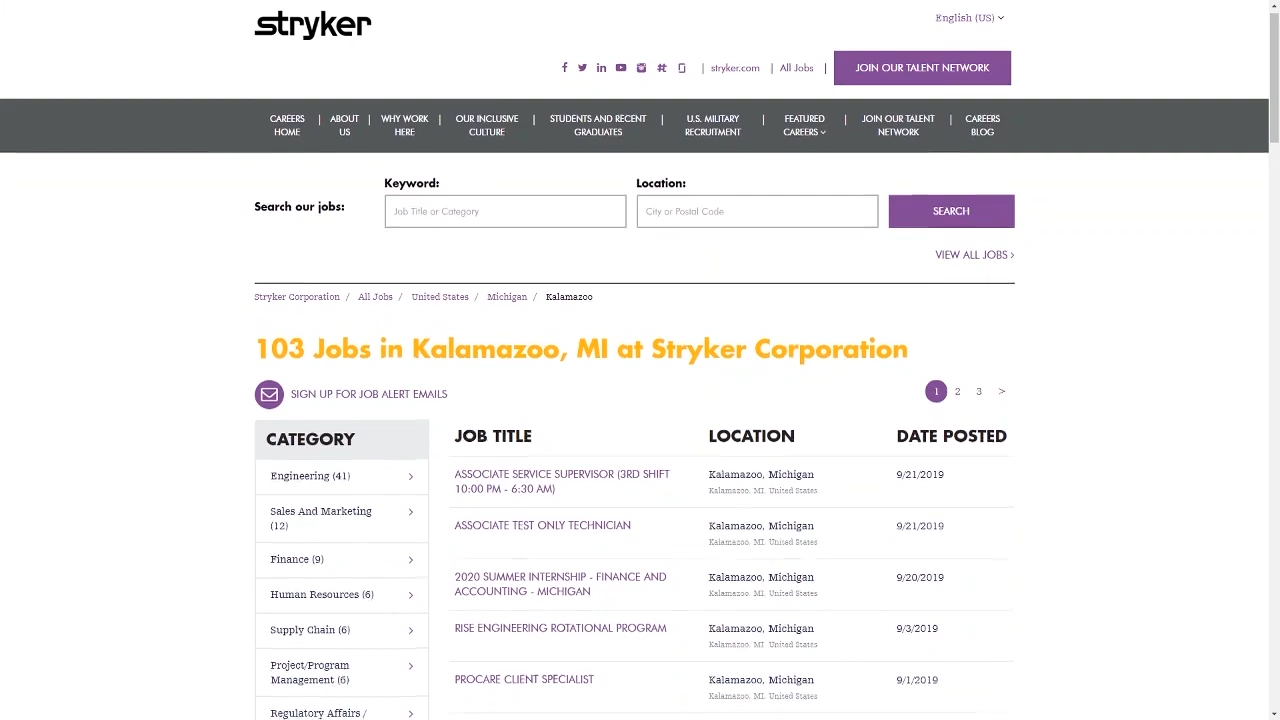 stryker
English (US)
| stryker.com | All Jobs | JOIN OUR TALENT NETWORK
CAREERS HOME | ABOUT US | WHY WORK HERE | OUR INCLUSIVE CULTURE | STUDENTS AND RECENT GRADUATES | U.S. MILITARY RECRUITMENT | FEATURED CAREERS | JOIN OUR TALENT NETWORK | CAREERS BLOG
Search our jobs:
Keyword:
Job Title or Category
Location:
City or Postal Code
SEARCH
VIEW ALL JOBS >
Stryker Corporation / All Jobs / United States / Michigan / Kalamazoo
103 Jobs in Kalamazoo, MI at Stryker Corporation
SIGN UP FOR JOB ALERT EMAILS
1 2 3 >
CATEGORY
Engineering (41)
Sales And Marketing
(12)
Finance (9)
Human Resources (6)
Supply Chain (6)
Project/Program
Management (6)
Regulatory Affairs /
JOB TITLE LOCATION DATE POSTED
ASSOCIATE SERVICE SUPERVISOR (3RD SHIFT
10:00 PM - 6:30 AM)
Kalamazoo, Michigan
Kalamazoo, MI, United States
9/21/2019
ASSOCIATE TEST ONLY TECHNICIAN
Kalamazoo, Michigan
Kalamazoo, MI, United States
9/21/2019
2020 SUMMER INTERNSHIP - FINANCE AND
ACCOUNTING - MICHIGAN
Kalamazoo, Michigan
Kalamazoo, MI, United States
9/20/2019
RISE ENGINEERING ROTATIONAL PROGRAM
Kalamazoo, Michigan
Kalamazoo, MI, United States
9/3/2019
PROCARE CLIENT SPECIALIST
Kalamazoo, Michigan
Kalamazoo, MI, United States
9/1/2019